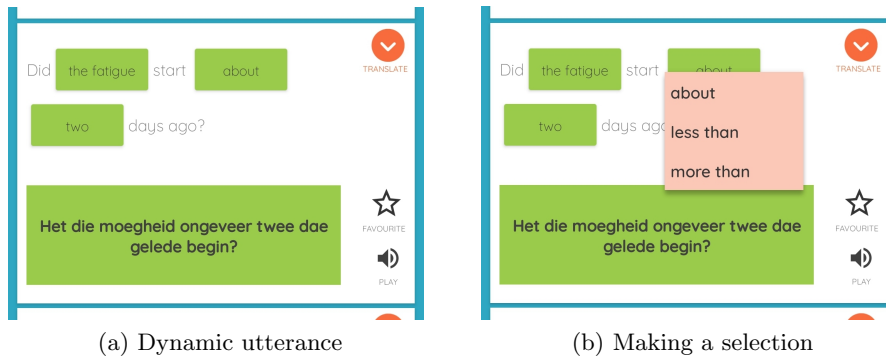 Did the fatigue start about
two days ago?
TRANSLATE
Het die moegheid ongeveer twee dae
gelede begin?
FAVOURITE
PLAY
(a) Dynamic utterance
Did the fatigue start about
two days ago
TRANSLATE
about
less than
more than
Het die moegheid ongeveer twee dae
gelede begin?
FAVOURITE
PLAY
(b) Making a selection